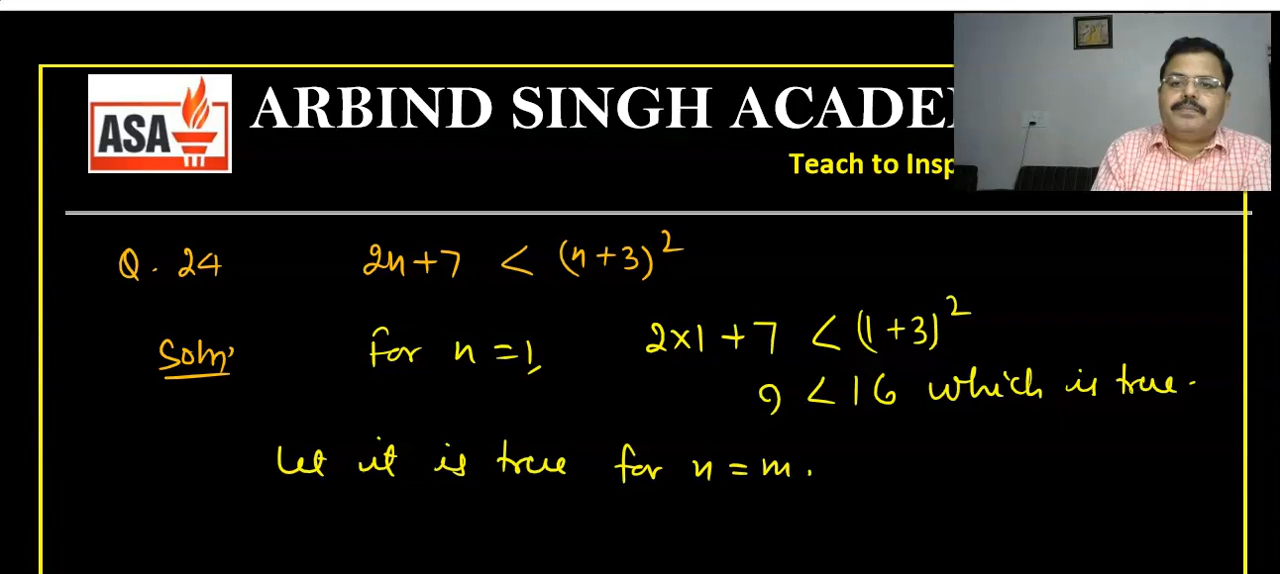 ASA
ARBIND SINGH ACADE
Teach to Insp
Q. 24 2n+7 < (n+3)²
Soln: for n = 1, 2×1+7 < (1+3)²
9 < 16 which is true.
Let it is true for n = m.